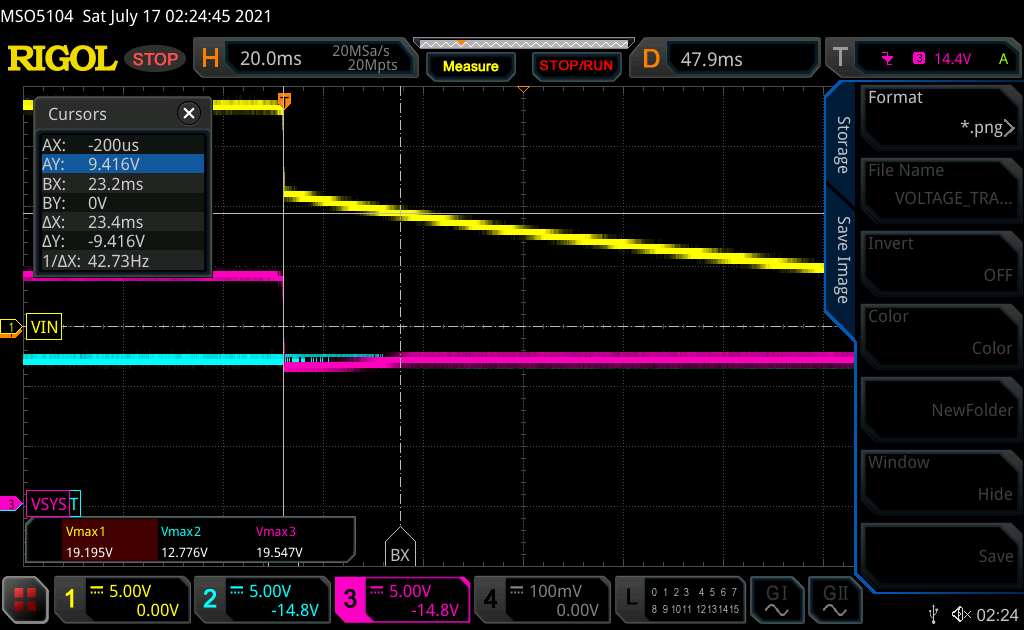 MSO5104 Sat July 17 02:24:45 2021
RIGOL STOP H 20.0ms 20MSa/s 20Mpts Measure STOP/RUN D 47.9ms T 3 14.4V A
T
Cursors
AX: -200us
AY: 9.416V
BX: 23.2ms
BY: 0V
ΔX: 23.4ms
ΔY: -9.416V
1/ΔX: 42.73Hz
1 VIN
3 VSYS T
Vmax1 Vmax2 Vmax3
19.195V 12.776V 19.547V
BX
Storage
Save Image
Format
*.png
File Name
VOLTAGE_TRA...
Invert
OFF
Color
Color
NewFolder
Window
Hide
Save
1 5.00V 0.00V
2 5.00V -14.8V
3 5.00V -14.8V
4 100mV 0.00V
L 0 1 2 3 4 5 6 7
8 9 10 11 12 13 14 15
GI
GII
02:24